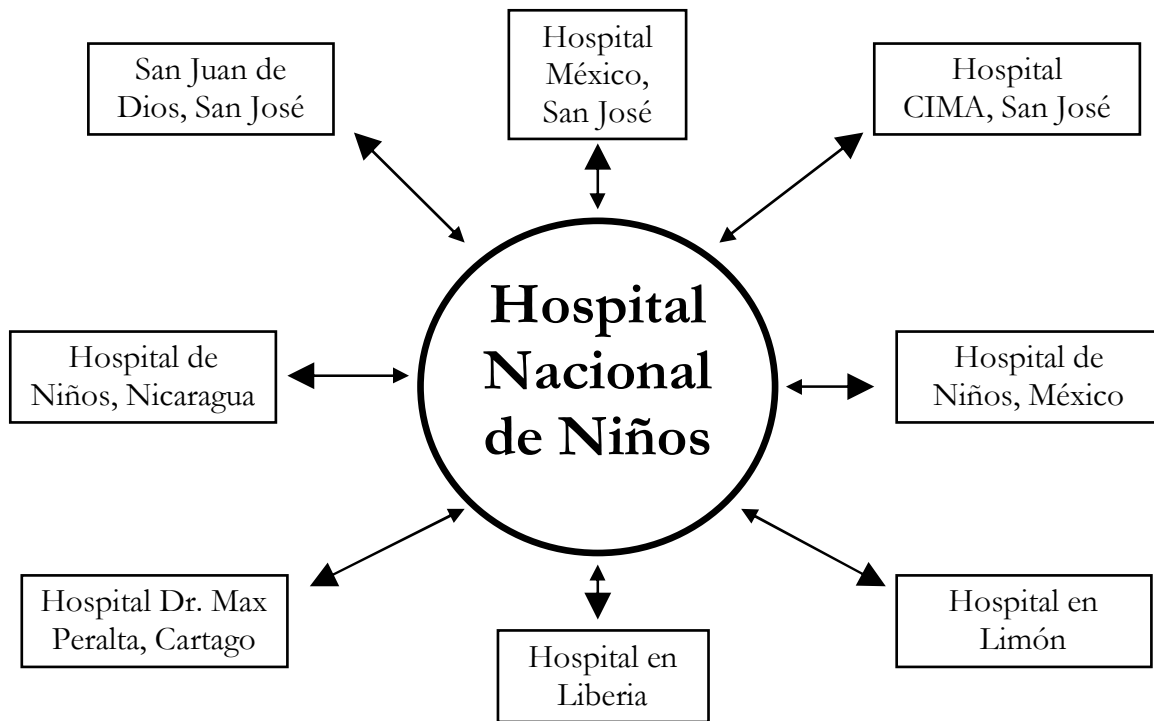 San Juan de
Dios, San José
Hospital
México,
San José
Hospital
CIMA, San José
Hospital de
Niños, Nicaragua
Hospital
Nacional
de Niños
Hospital de
Niños, México
Hospital Dr. Max
Peralta, Cartago
Hospital en
Liberia
Hospital en
Limón